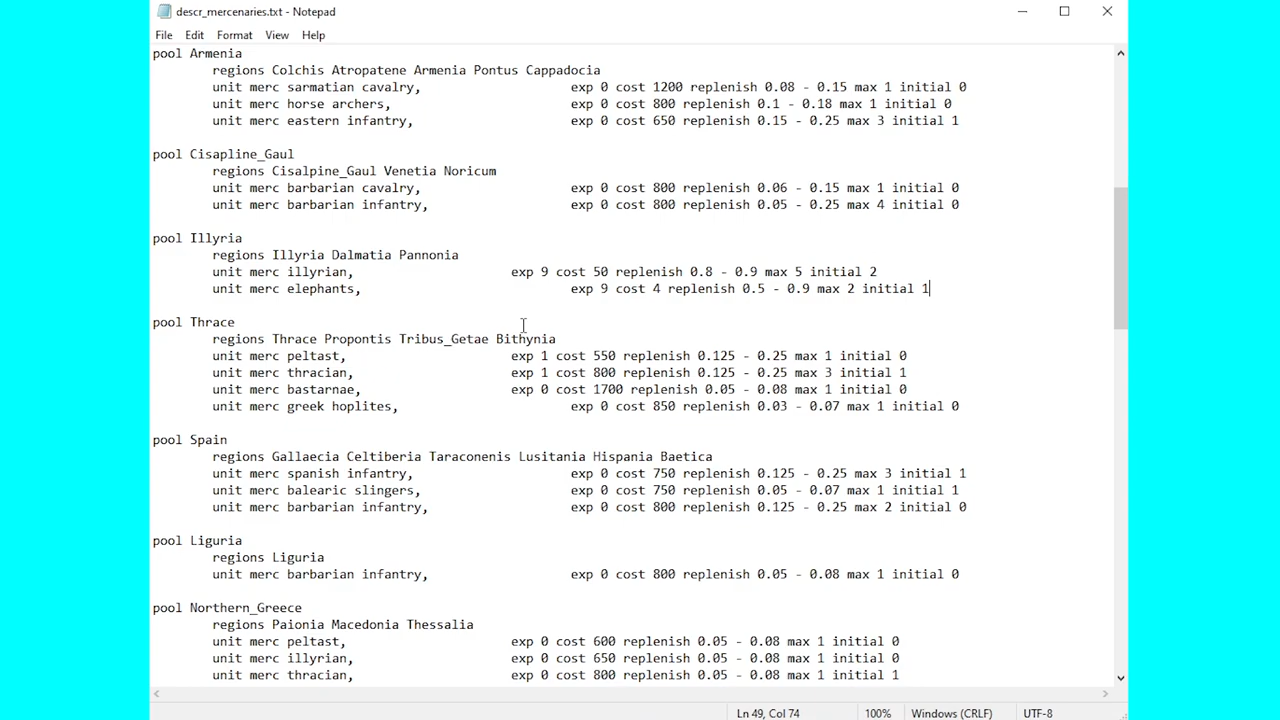 descr_mercenaries.txt - Notepad
File Edit Format View Help
pool Armenia
regions Colchis Atropatene Armenia Pontus Cappadocia
unit merc sarmatian cavalry, exp 0 cost 1200 replenish 0.08 - 0.15 max 1 initial 0
unit merc horse archers, exp 0 cost 800 replenish 0.1 - 0.18 max 1 initial 0
unit merc eastern infantry, exp 0 cost 650 replenish 0.15 - 0.25 max 3 initial 1
pool Cisapline_Gaul
regions Cisalpine_Gaul Venetia Noricum
unit merc barbarian cavalry, exp 0 cost 800 replenish 0.06 - 0.15 max 1 initial 0
unit merc barbarian infantry, exp 0 cost 800 replenish 0.05 - 0.25 max 4 initial 0
pool Illyria
regions Illyria Dalmatia Pannonia
unit merc illyrian, exp 9 cost 50 replenish 0.8 - 0.9 max 5 initial 2
unit merc elephants, exp 9 cost 4 replenish 0.5 - 0.9 max 2 initial 1
pool Thrace
regions Thrace Propontis Tribus_Getae Bithynia
unit merc peltast, exp 1 cost 550 replenish 0.125 - 0.25 max 1 initial 0
unit merc thracian, exp 1 cost 800 replenish 0.125 - 0.25 max 3 initial 1
unit merc bastarnae, exp 0 cost 1700 replenish 0.05 - 0.08 max 1 initial 0
unit merc greek hoplites, exp 0 cost 850 replenish 0.03 - 0.07 max 1 initial 0
pool Spain
regions Gallaecia Celtiberia Taraconenis Lusitania Hispania Baetica
unit merc spanish infantry, exp 0 cost 750 replenish 0.125 - 0.25 max 3 initial 1
unit merc balearic slingers, exp 0 cost 750 replenish 0.05 - 0.07 max 1 initial 1
unit merc barbarian infantry, exp 0 cost 800 replenish 0.125 - 0.25 max 2 initial 0
pool Liguria
regions Liguria
unit merc barbarian infantry, exp 0 cost 800 replenish 0.05 - 0.08 max 1 initial 0
pool Northern_Greece
regions Paionia Macedonia Thessalia
unit merc peltast, exp 0 cost 600 replenish 0.05 - 0.08 max 1 initial 0
unit merc illyrian, exp 0 cost 650 replenish 0.05 - 0.08 max 1 initial 0
unit merc thracian, exp 0 cost 800 replenish 0.05 - 0.08 max 1 initial 1
Ln 49, Col 74 100% Windows (CRLF) UTF-8